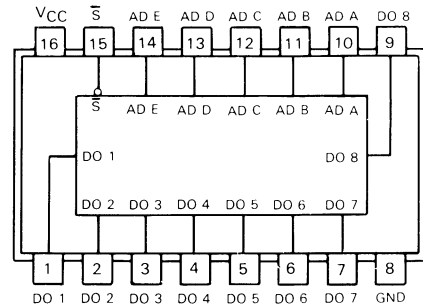 VCC S̅ AD E AD D AD C AD B AD A DO 8
16 15 14 13 12 11 10 9
S̅ AD E AD D AD C AD B AD A
DO 1 DO 8
DO 2 DO 3 DO 4 DO 5 DO 6 DO 7
1 2 3 4 5 6 7 8
DO 1 DO 2 DO 3 DO 4 DO 5 DO 6 DO 7 GND